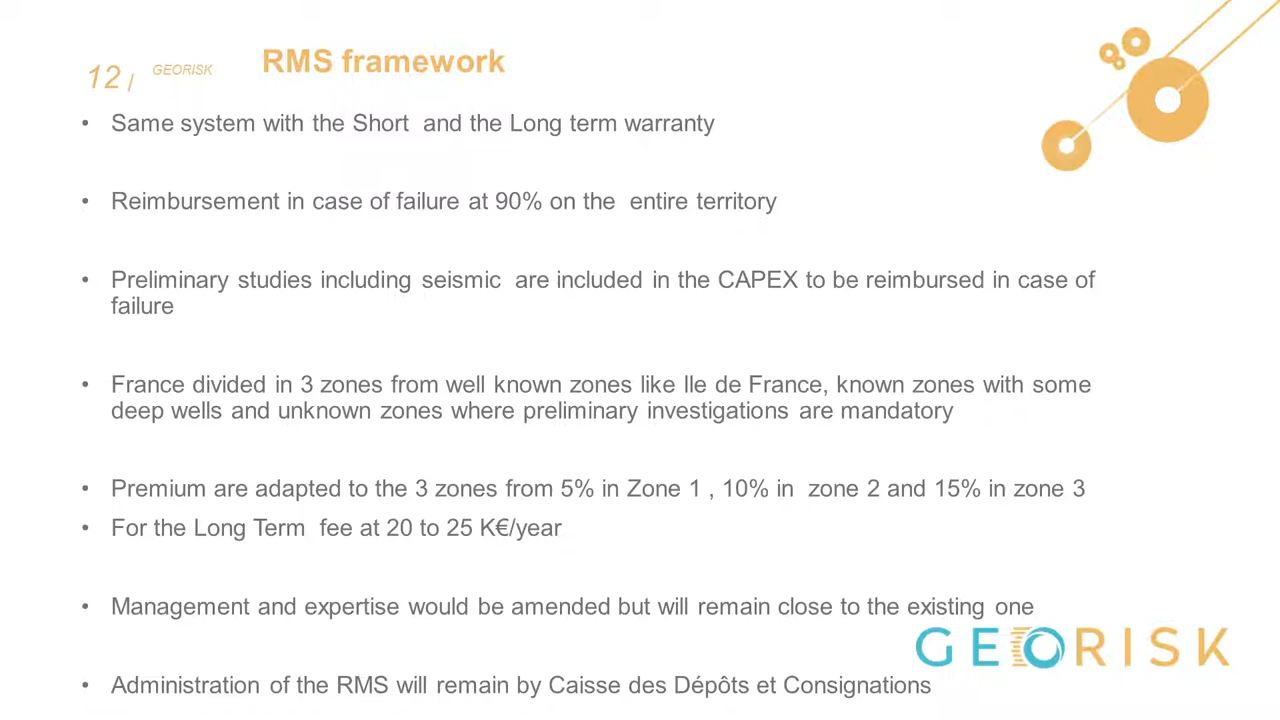 12 /
GEORISK
RMS framework
• Same system with the Short and the Long term warranty
• Reimbursement in case of failure at 90% on the entire territory
• Preliminary studies including seismic are included in the CAPEX to be reimbursed in case of
failure
• France divided in 3 zones from well known zones like Ile de France, known zones with some
deep wells and unknown zones where preliminary investigations are mandatory
• Premium are adapted to the 3 zones from 5% in Zone 1 , 10% in zone 2 and 15% in zone 3
• For the Long Term fee at 20 to 25 K€/year
• Management and expertise would be amended but will remain close to the existing one
GEORISK
• Administration of the RMS will remain by Caisse des Dépôts et Consignations